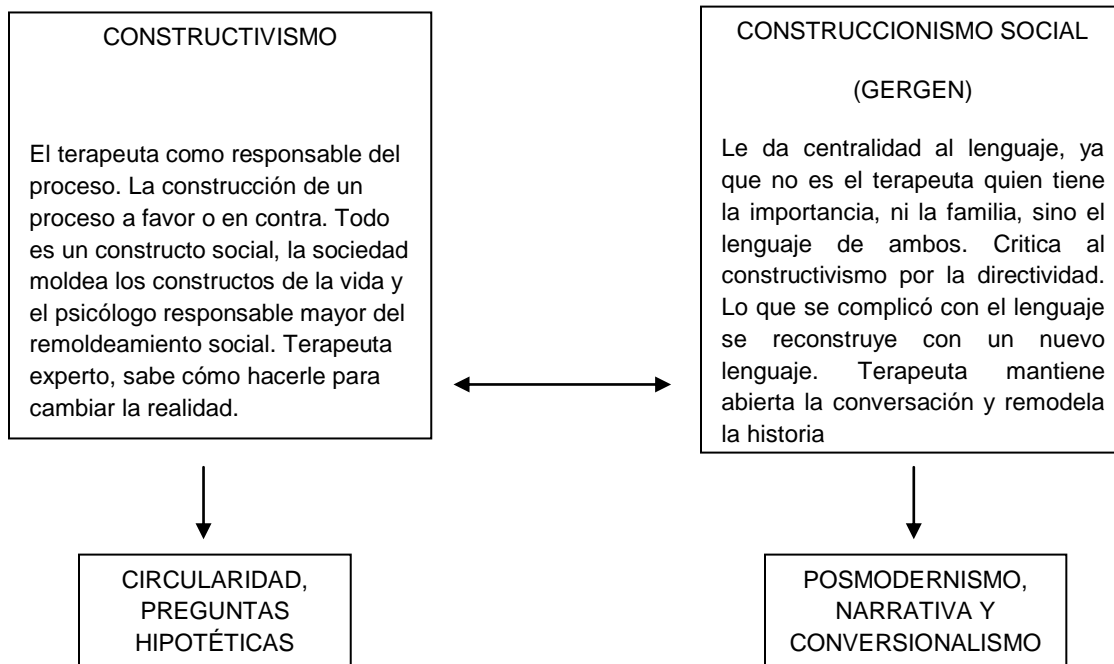 CONSTRUCTIVISMO
El terapeuta como responsable del
proceso. La construcción de un
proceso a favor o en contra. Todo
es un constructo social, la sociedad
moldea los constructos de la vida y
el psicólogo responsable mayor del
remoldeamiento social. Terapeuta
experto, sabe cómo hacerle para
cambiar la realidad.
CONSTRUCCIONISMO SOCIAL
(GERGEN)
Le da centralidad al lenguaje, ya
que no es el terapeuta quien tiene
la importancia, ni la familia, sino el
lenguaje de ambos. Critica al
constructivismo por la directividad.
Lo que se complicó con el lenguaje
se reconstruye con un nuevo
lenguaje. Terapeuta mantiene
abierta la conversación y remodela
la historia
CIRCULARIDAD,
PREGUNTAS
HIPOTÉTICAS
POSMODERNISMO,
NARRATIVA Y
CONVERSIONALISMO